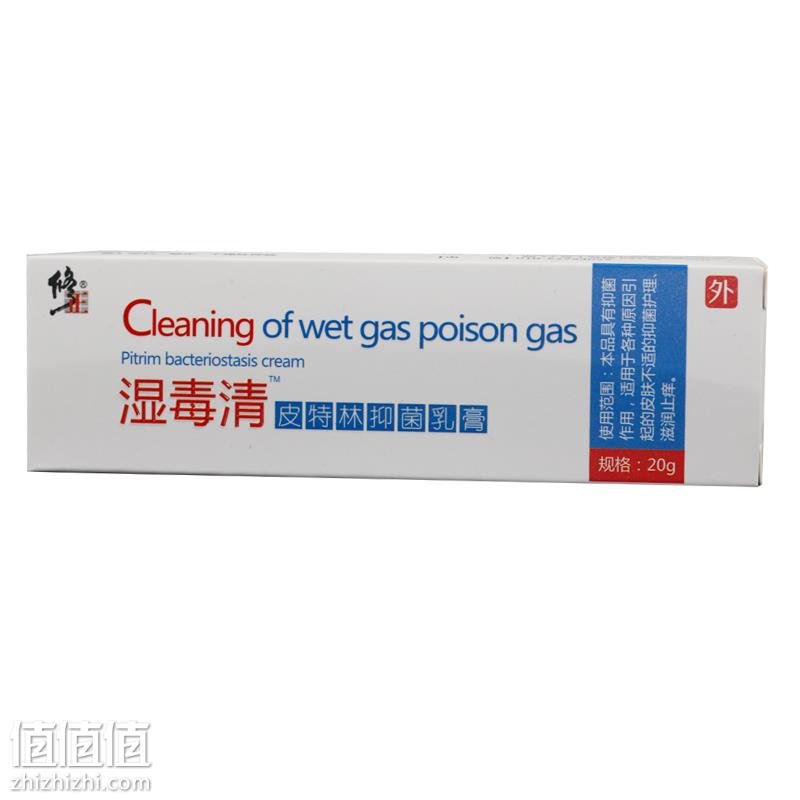 修正®
Cleaning of wet gas poison gas
Pitrim bacteriostasis cream
湿毒清™
皮特林抑菌乳膏
使用范围：本品具有抑菌
作用，适用于各种原因引
起的皮肤不适的抑菌护理、
滋润止痒。
规格：20g
外
值值值
zhizhizhi.com